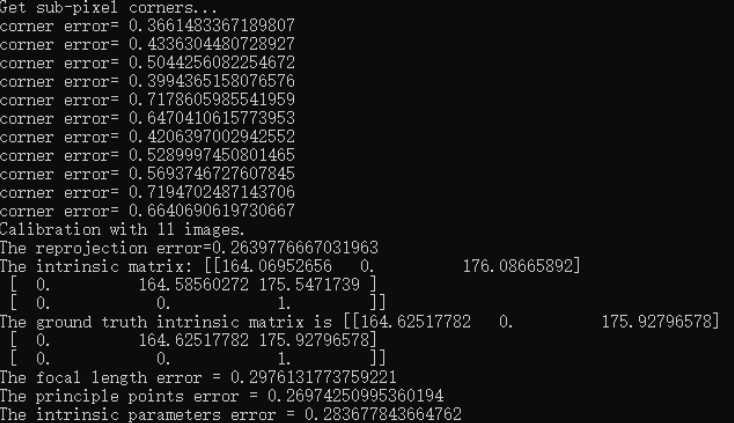 Get sub-pixel corners...
corner error= 0.3661483367189807
corner error= 0.4336304480728927
corner error= 0.5044256082254672
corner error= 0.3994365158076576
corner error= 0.7178605985541959
corner error= 0.6470410615773953
corner error= 0.4206397002942552
corner error= 0.5289997450801465
corner error= 0.5693746727607845
corner error= 0.7194702487143706
corner error= 0.6640690619730667
Calibration with 11 images.
The reprojection error=0.2639776667031963
The intrinsic matrix: [[164.06952656   0.         176.08665892]
 [  0.         164.58560272 175.5471739 ]
 [  0.           0.           1.        ]]
The ground truth intrinsic matrix is [[164.62517782   0.         175.92796578]
 [  0.         164.62517782 175.92796578]
 [  0.           0.           1.        ]]
The focal length error = 0.2976131773759221
The principle points error = 0.26974250995360194
The intrinsic parameters error = 0.283677843664762